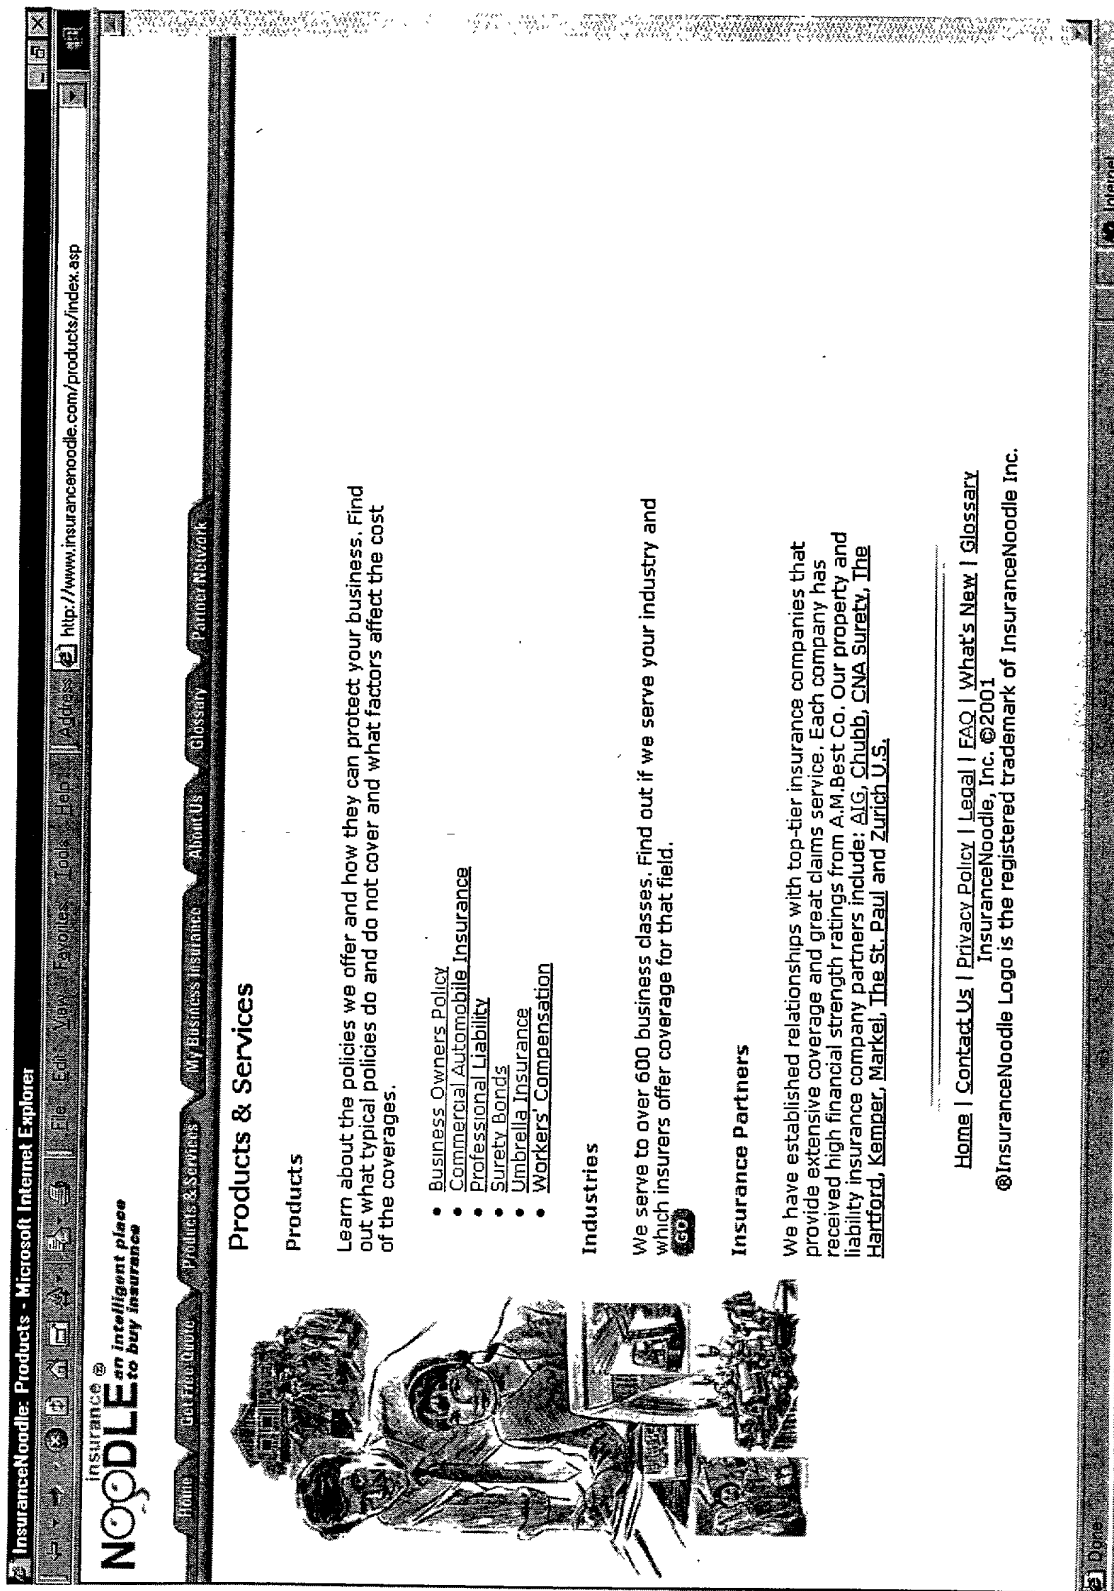 InsuranceNoodle: Products - Microsoft Internet Explorer
File Edit View Favorites Tools Help Address http://www.insurancenoodle.com/products/index.asp
insurance®
NOODLE an intelligent place
to buy insurance
Home Get Free Quote Products & Services My Business Insurance About Us Glossary Partner Network
Products & Services
Products
Learn about the policies we offer and how they can protect your business. Find
out what typical policies do and do not cover and what factors affect the cost
of the coverages.
• Business Owners Policy
• Commercial Automobile Insurance
• Professional Liability
• Surety Bonds
• Umbrella Insurance
• Workers' Compensation
Industries
We serve to over 600 business classes. Find out if we serve your industry and
which insurers offer coverage for that field.
GO
Insurance Partners
We have established relationships with top-tier insurance companies that
provide extensive coverage and great claims service. Each company has
received high financial strength ratings from A.M.Best Co. Our property and
liability insurance company partners include: AIG, Chubb, CNA Surety, The
Hartford, Kemper, Markel, The St. Paul and Zurich U.S.
Home | Contact Us | Privacy Policy | Legal | FAQ | What's New | Glossary
InsuranceNoodle, Inc. ©2001
®InsuranceNoodle Logo is the registered trademark of InsuranceNoodle Inc.
Done Internet